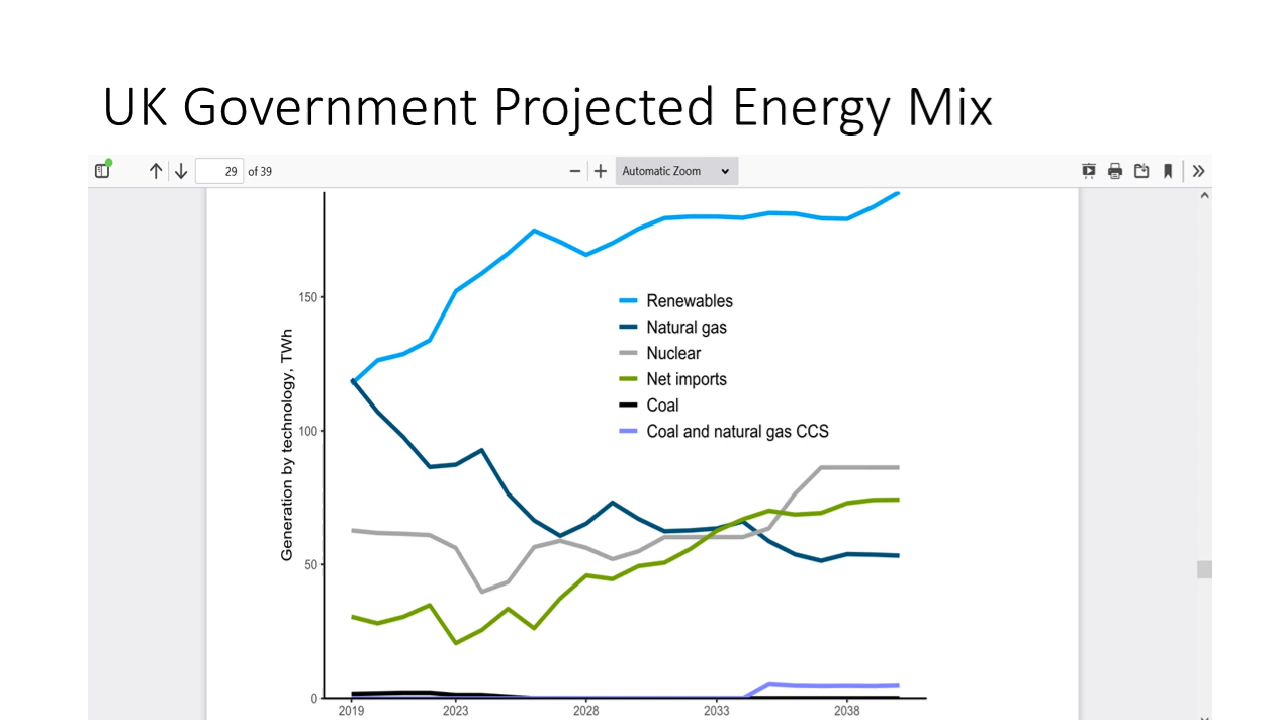 UK Government Projected Energy Mix
29 of 39
Automatic Zoom
150
100
50
0
Generation by technology, TWh
Renewables
Natural gas
Nuclear
Net imports
Coal
Coal and natural gas CCS
2019 2023 2028 2033 2038